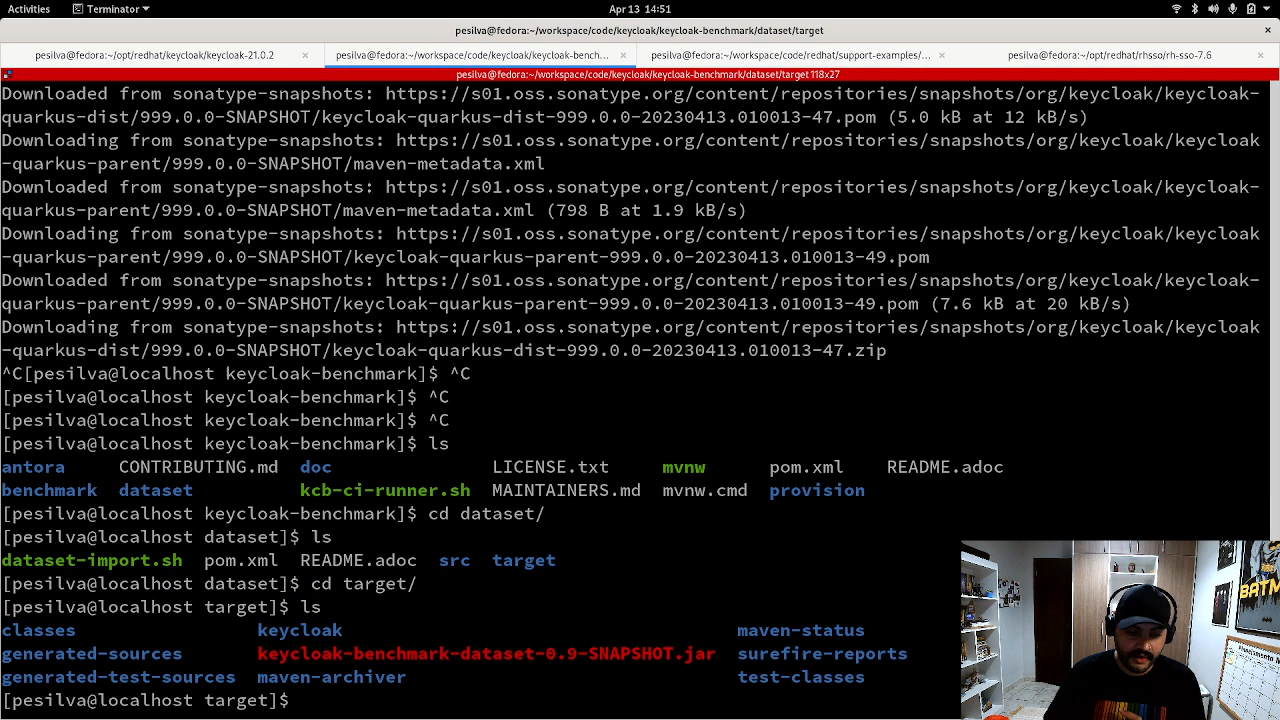 Activities
Terminator
Apr 13 14:51
pesilva@fedora:~/workspace/code/keycloak/keycloak-benchmark/dataset/target
pesilva@fedora:~/opt/redhat/keycloak/keycloak-21.0.2
pesilva@fedora:~/workspace/code/keycloak/keycloak-bench...
pesilva@fedora:~/workspace/code/redhat/support-examples/...
pesilva@fedora:~/opt/redhat/rhsso/rh-sso-7.6
pesilva@fedora:~/workspace/code/keycloak/keycloak-benchmark/dataset/target 118x27
Downloaded from sonatype-snapshots: https://s01.oss.sonatype.org/content/repositories/snapshots/org/keycloak/keycloak-
quarkus-dist/999.0.0-SNAPSHOT/keycloak-quarkus-dist-999.0.0-20230413.010013-47.pom (5.0 kB at 12 kB/s)
Downloading from sonatype-snapshots: https://s01.oss.sonatype.org/content/repositories/snapshots/org/keycloak/keycloak
-quarkus-parent/999.0.0-SNAPSHOT/maven-metadata.xml
Downloaded from sonatype-snapshots: https://s01.oss.sonatype.org/content/repositories/snapshots/org/keycloak/keycloak-
quarkus-parent/999.0.0-SNAPSHOT/maven-metadata.xml (798 B at 1.9 kB/s)
Downloading from sonatype-snapshots: https://s01.oss.sonatype.org/content/repositories/snapshots/org/keycloak/keycloak
-quarkus-parent/999.0.0-SNAPSHOT/keycloak-quarkus-parent-999.0.0-20230413.010013-49.pom
Downloaded from sonatype-snapshots: https://s01.oss.sonatype.org/content/repositories/snapshots/org/keycloak/keycloak-
quarkus-parent/999.0.0-SNAPSHOT/keycloak-quarkus-parent-999.0.0-20230413.010013-49.pom (7.6 kB at 20 kB/s)
Downloading from sonatype-snapshots: https://s01.oss.sonatype.org/content/repositories/snapshots/org/keycloak/keycloak
-quarkus-dist/999.0.0-SNAPSHOT/keycloak-quarkus-dist-999.0.0-20230413.010013-47.zip
^C[pesilva@localhost keycloak-benchmark]$ ^C
[pesilva@localhost keycloak-benchmark]$ ^C
[pesilva@localhost keycloak-benchmark]$ ^C
[pesilva@localhost keycloak-benchmark]$ ls
antora CONTRIBUTING.md doc LICENSE.txt mvnw pom.xml README.adoc
benchmark dataset kcb-ci-runner.sh MAINTAINERS.md mvnw.cmd provision
[pesilva@localhost keycloak-benchmark]$ cd dataset/
[pesilva@localhost dataset]$ ls
dataset-import.sh pom.xml README.adoc src target
[pesilva@localhost dataset]$ cd target/
[pesilva@localhost target]$ ls
classes keycloak maven-status
generated-sources keycloak-benchmark-dataset-0.9-SNAPSHOT.jar surefire-reports
generated-test-sources maven-archiver test-classes
[pesilva@localhost target]$
BATM